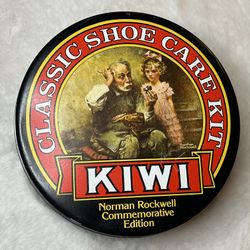 CLASSIC SHOE CARE KIT
KIWI
Norman Rockwell
Commemorative
Edition